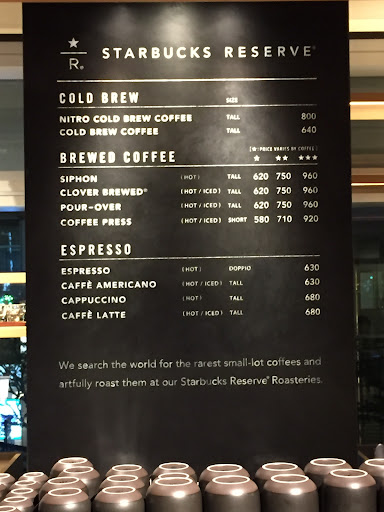 ★
R® STARBUCKS RESERVE®
COLD BREW SIZE
NITRO COLD BREW COFFEE TALL 800
COLD BREW COFFEE TALL 640
BREWED COFFEE (★ PRICE VARIES BY COFFEE) ★ ★★ ★★★
SIPHON (HOT) TALL 620 750 960
CLOVER BREWED® (HOT / ICED) TALL 620 750 960
POUR-OVER (HOT / ICED) TALL 620 750 960
COFFEE PRESS (HOT / ICED) SHORT 580 710 920
ESPRESSO
ESPRESSO (HOT) DOPPIO 630
CAFFÈ AMERICANO (HOT / ICED) TALL 630
CAPPUCCINO (HOT) TALL 680
CAFFÈ LATTE (HOT / ICED) TALL 680
We search the world for the rarest small-lot coffees and
artfully roast them at our Starbucks Reserve® Roasteries.